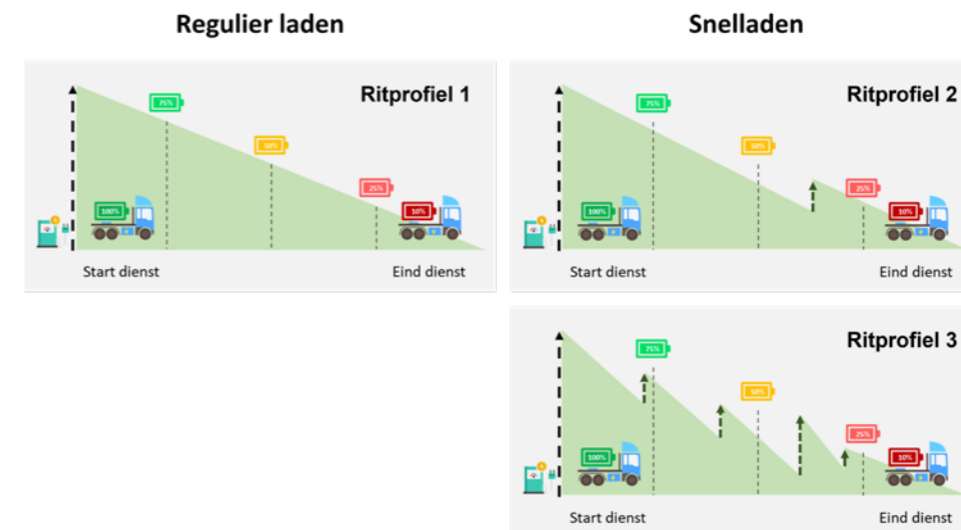 Regulier laden
Snelladen
Ritprofiel 1
75%
50%
25%
100%
10%
Start dienst
Eind dienst
Ritprofiel 2
75%
50%
25%
100%
10%
Start dienst
Eind dienst
Ritprofiel 3
75%
50%
25%
100%
10%
Start dienst
Eind dienst